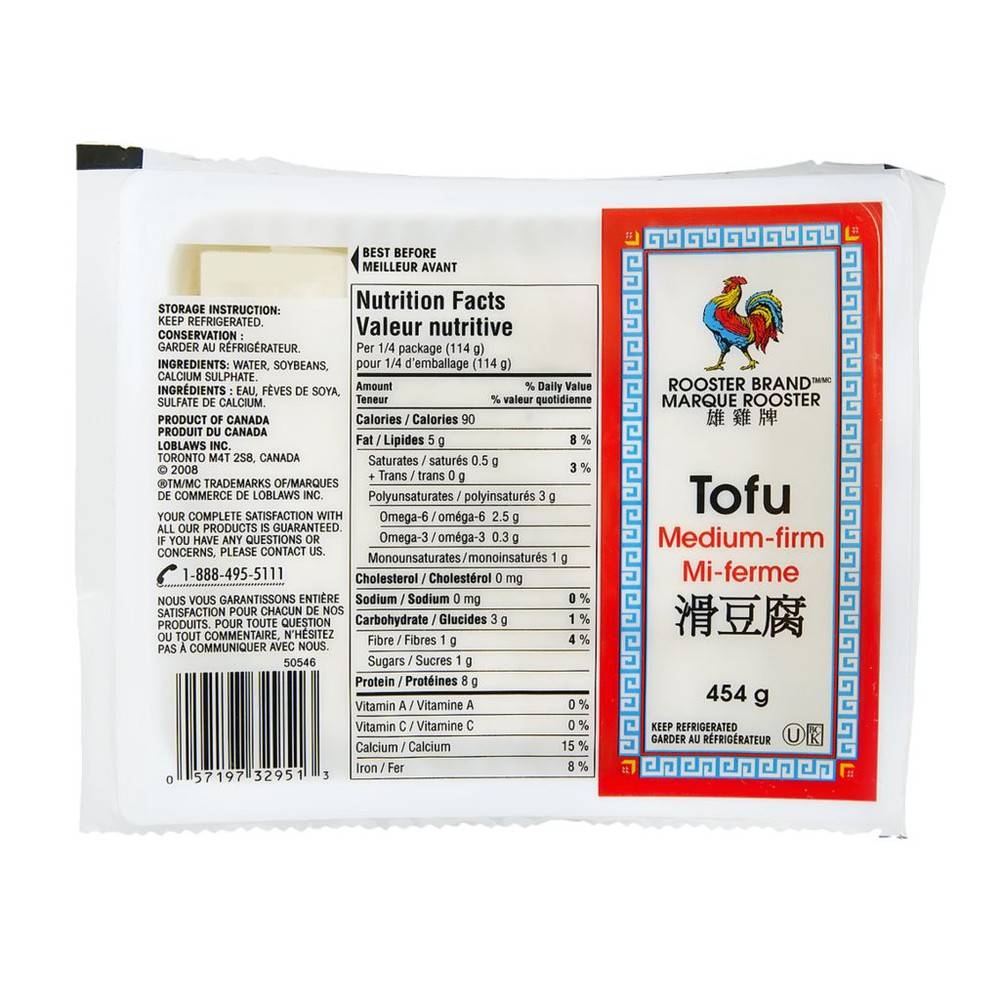 BEST BEFORE
MEILLEUR AVANT
STORAGE INSTRUCTION:
KEEP REFRIGERATED.
CONSERVATION :
GARDER AU RÉFRIGÉRATEUR.
INGREDIENTS: WATER, SOYBEANS,
CALCIUM SULPHATE.
INGRÉDIENTS : EAU, FÈVES DE SOYA,
SULFATE DE CALCIUM.
PRODUCT OF CANADA
PRODUIT DU CANADA
LOBLAWS INC.
TORONTO M4T 2S8, CANADA
© 2008
®TM/MC TRADEMARKS OF/MARQUES
DE COMMERCE DE LOBLAWS INC.
YOUR COMPLETE SATISFACTION WITH
ALL OUR PRODUCTS IS GUARANTEED.
IF YOU HAVE ANY QUESTIONS OR
CONCERNS, PLEASE CONTACT US.
1-888-495-5111
NOUS VOUS GARANTISSONS ENTIÈRE
SATISFACTION POUR CHACUN DE NOS
PRODUITS. POUR TOUTE QUESTION
OU TOUT COMMENTAIRE, N'HÉSITEZ
PAS À COMMUNIQUER AVEC NOUS.
50546
0 57197 32951 3
Nutrition Facts
Valeur nutritive
Per 1/4 package (114 g)
pour 1/4 d'emballage (114 g)
Amount % Daily Value
Teneur % valeur quotidienne
Calories / Calories 90
Fat / Lipides 5 g 8 %
Saturates / saturés 0.5 g
+ Trans / trans 0 g 3 %
Polyunsaturates / polyinsaturés 3 g
Omega-6 / oméga-6 2.5 g
Omega-3 / oméga-3 0.3 g
Monounsaturates / monoinsaturés 1 g
Cholesterol / Cholestérol 0 mg
Sodium / Sodium 0 mg 0 %
Carbohydrate / Glucides 3 g 1 %
Fibre / Fibres 1 g 4 %
Sugars / Sucres 1 g
Protein / Protéines 8 g
Vitamin A / Vitamine A 0 %
Vitamin C / Vitamine C 0 %
Calcium / Calcium 15 %
Iron / Fer 8 %
ROOSTER BRAND™/MC
MARQUE ROOSTER
雄雞牌
Tofu
Medium-firm
Mi-ferme
滑豆腐
454 g
KEEP REFRIGERATED
GARDER AU RÉFRIGÉRATEUR
U BC K